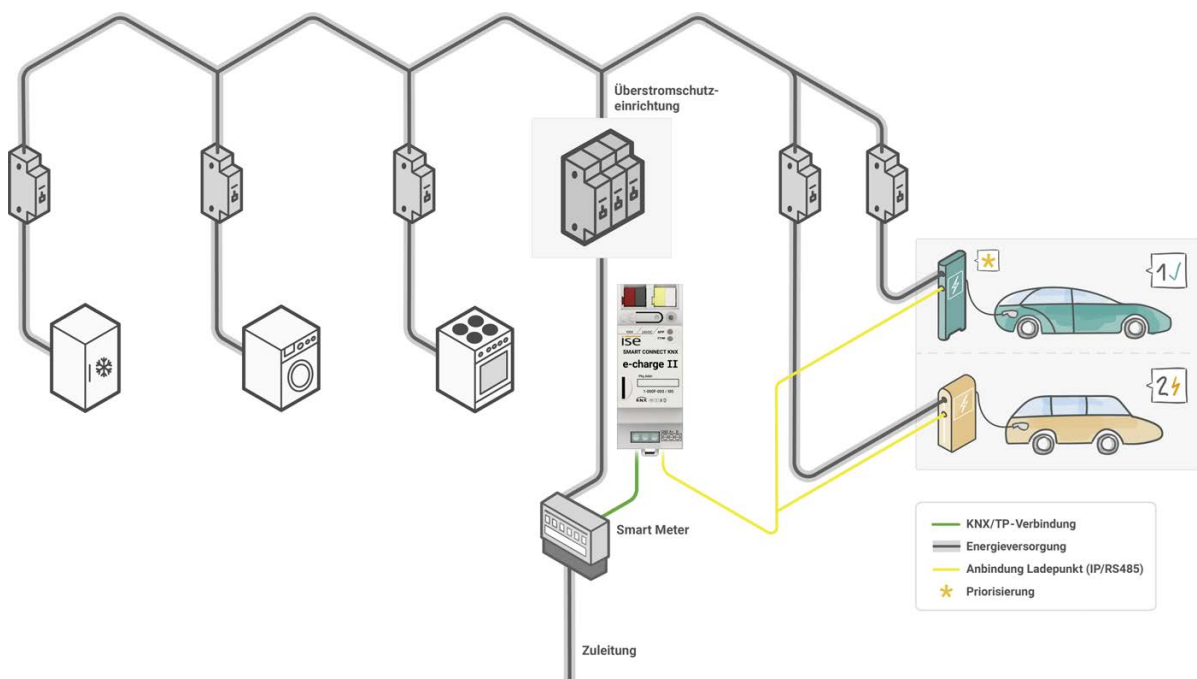 Überstromschutz-
einrichtung
ise
SMART CONNECT KNX
e-charge II
KNX
1
2
Smart Meter
KNX/TP-Verbindung
Energieversorgung
Anbindung Ladepunkt (IP/RS485)
Priorisierung
Zuleitung